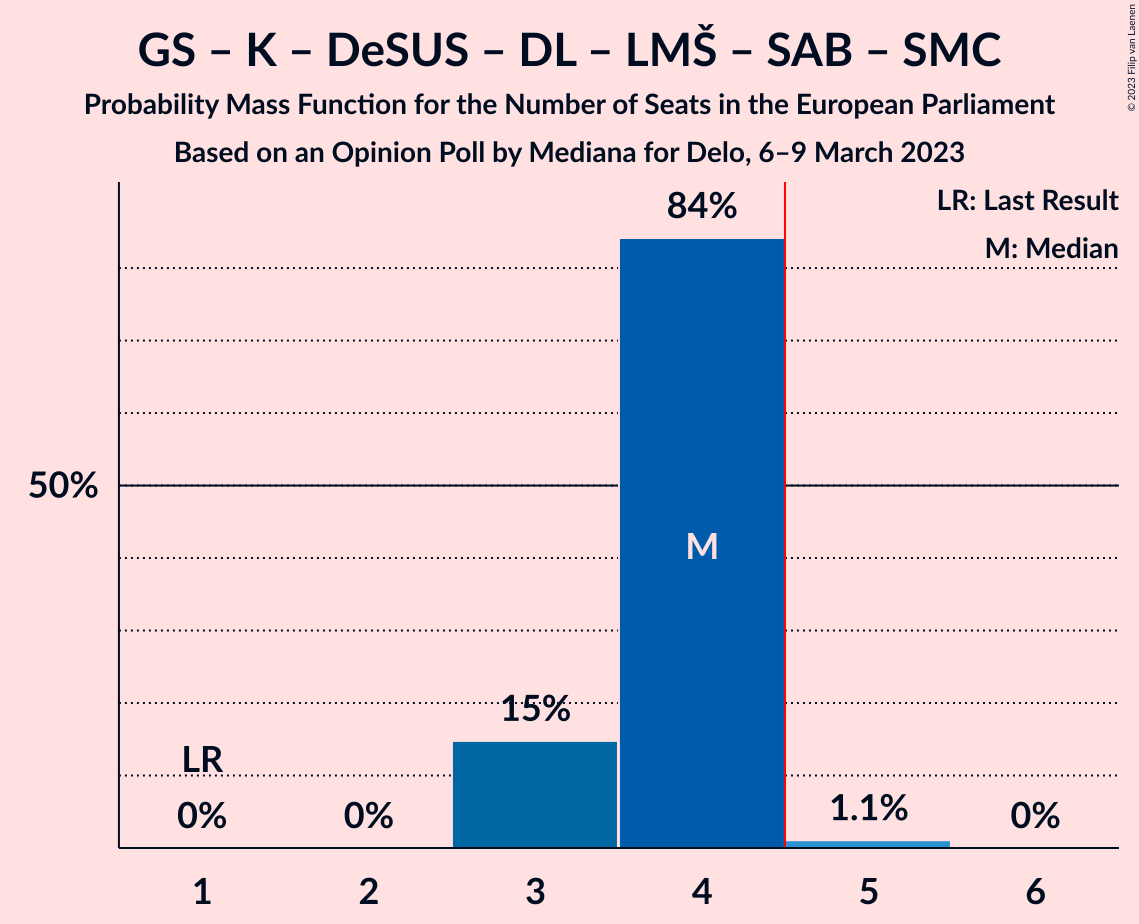 GS – K – DeSUS – DL – LMŠ – SAB – SMC
Probability Mass Function for the Number of Seats in the European Parliament
Based on an Opinion Poll by Mediana for Delo, 6–9 March 2023
© 2023 Filip van Laenen
LR: Last Result
M: Median
84%
50%
M
15%
LR
0%
0%
1.1%
0%
1
2
3
4
5
6